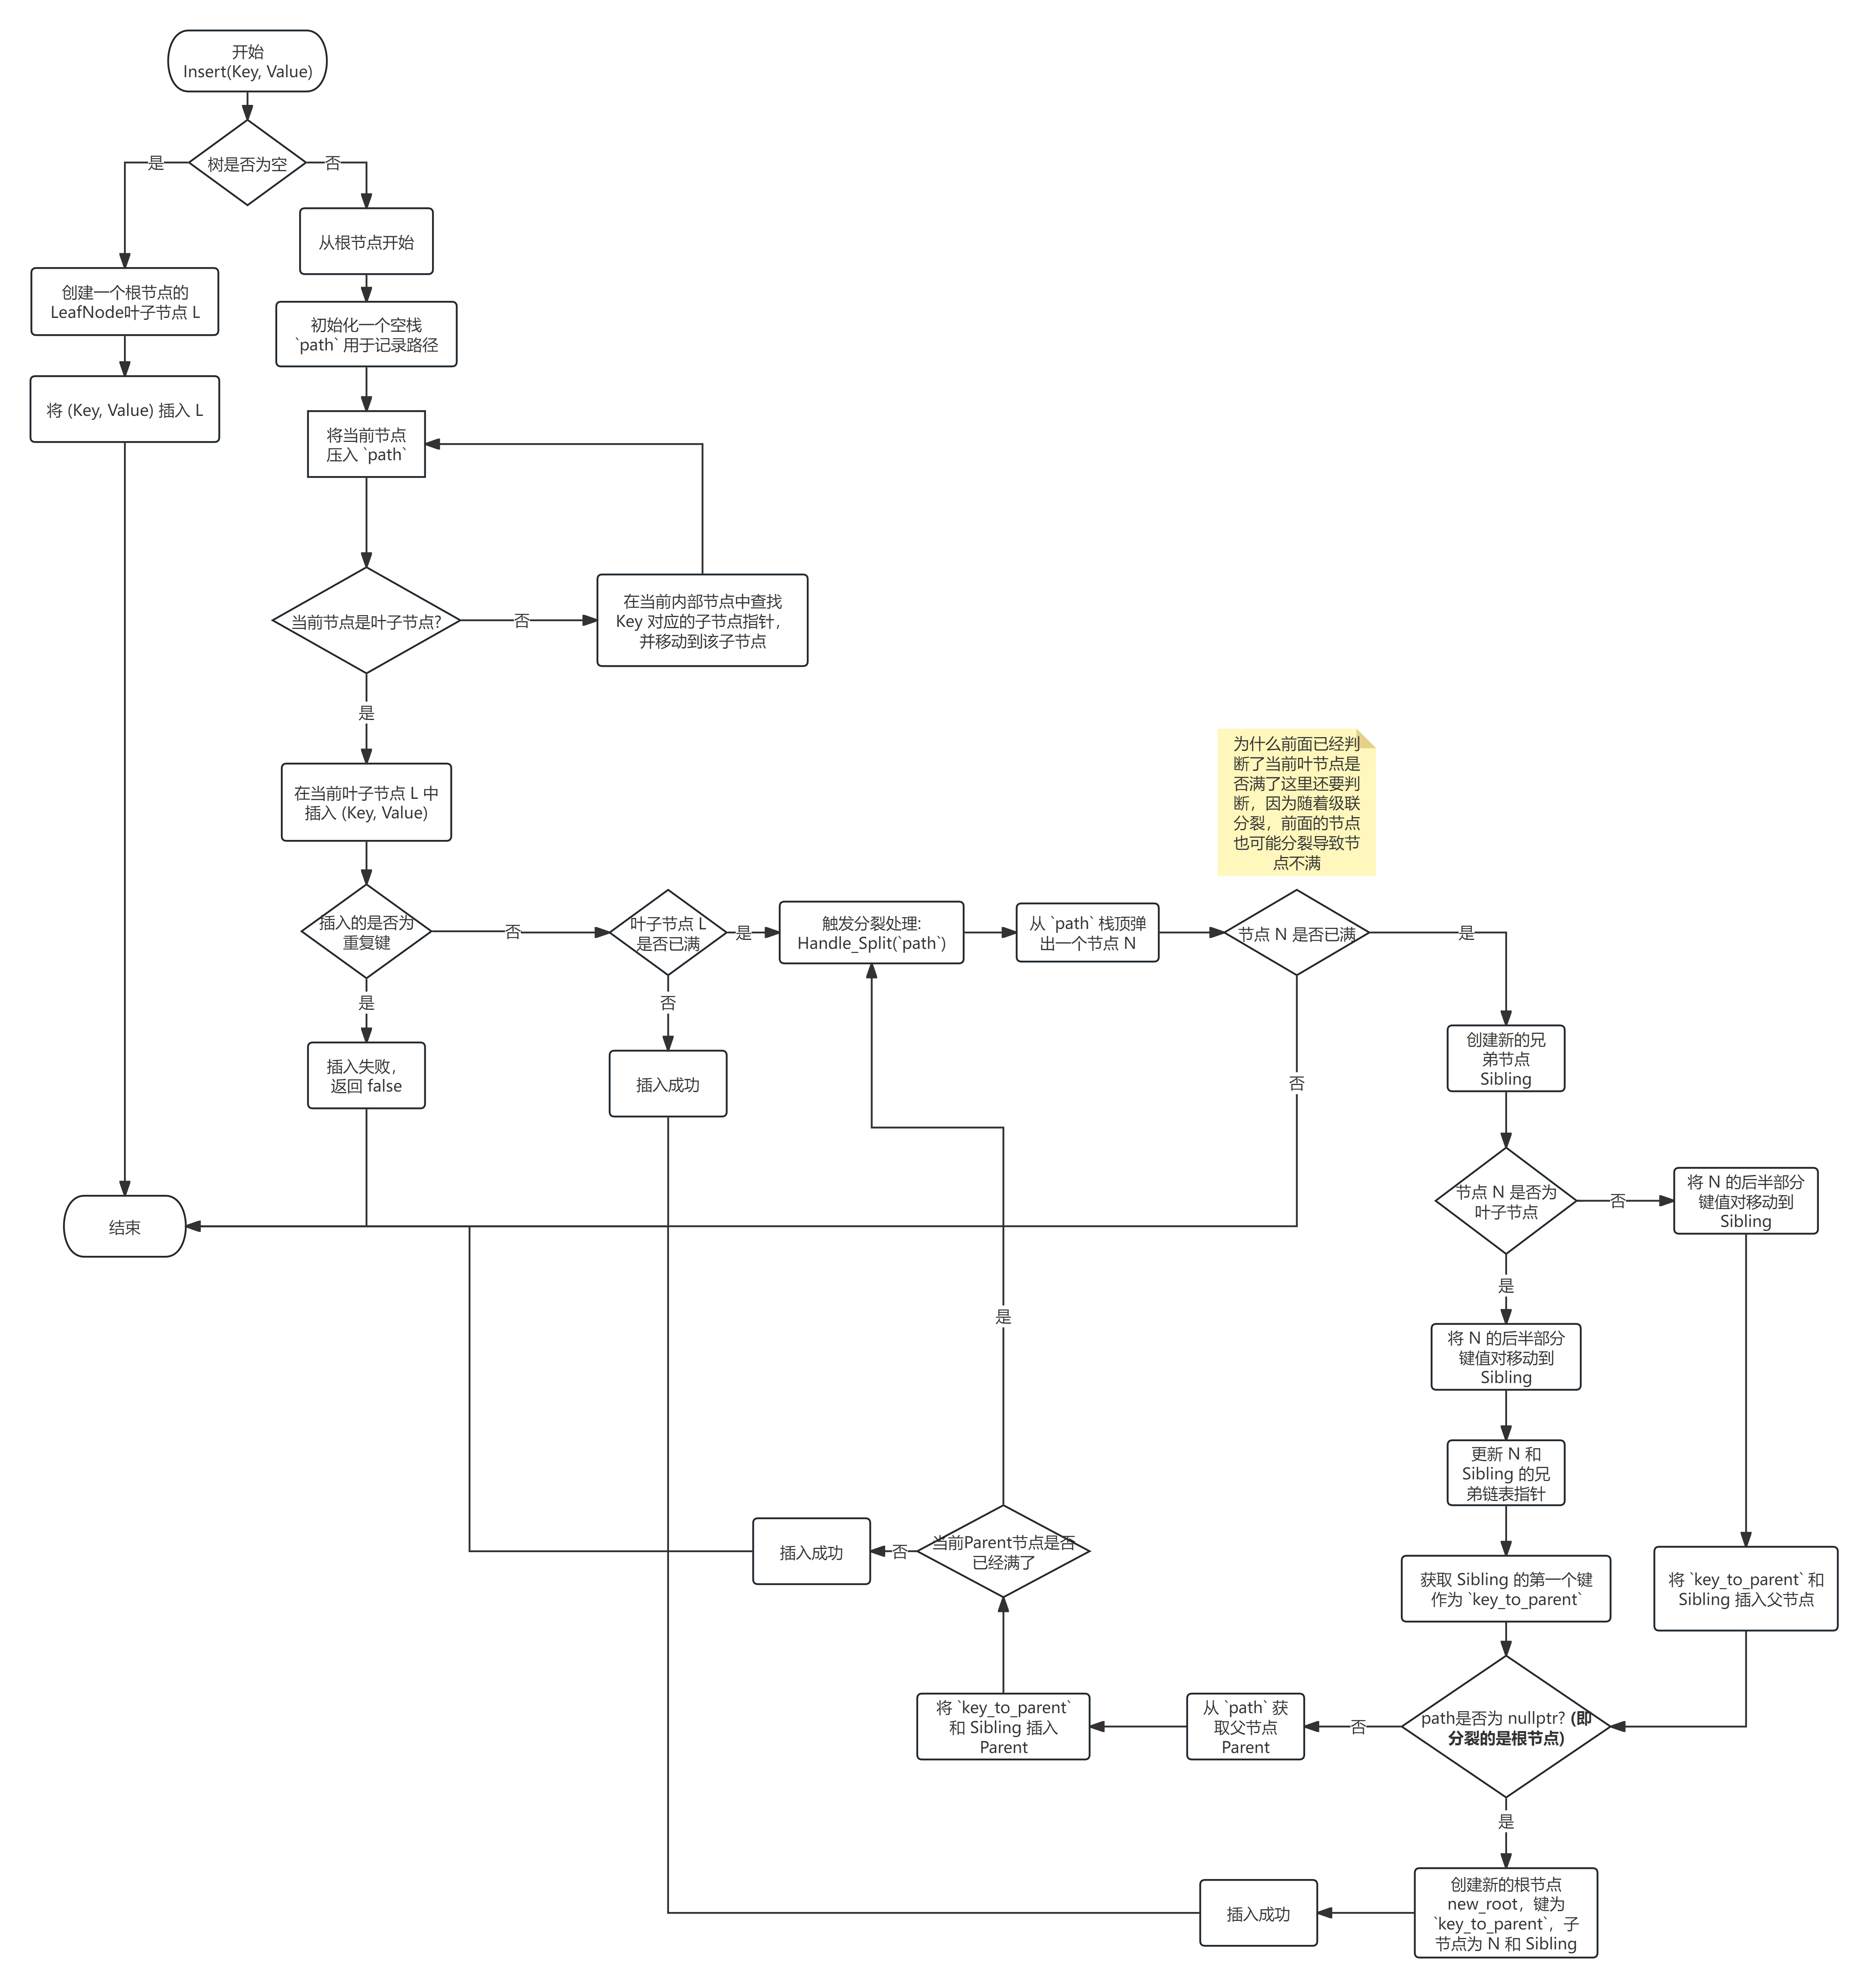 开始
Insert(Key, Value)
树是否为空
是
否
从根节点开始
创建一个根节点的
LeafNode叶子节点 L
初始化一个空栈
`path` 用于记录路径
将 (Key, Value) 插入 L
将当前节点
压入 `path`
当前节点是叶子节点?
否
在当前内部节点中查找
Key 对应的子节点指针，
并移动到该子节点
是
在当前叶子节点 L 中
插入 (Key, Value)
为什么前面已经判
断了当前叶节点是
否满了这里还要判
断，因为随着级联
分裂，前面的节点
也可能分裂导致节
点不满
插入的是否为
重复键
否
叶子节点 L
是否已满
是
触发分裂处理:
Handle_Split(`path`)
从 `path` 栈顶弹
出一个节点 N
节点 N 是否已满
是
是
否
否
插入失败，
返回 false
插入成功
创建新的兄
弟节点
Sibling
结束
节点 N 是否为
叶子节点
否
将 N 的后半部分
键值对移动到
Sibling
是
是
将 N 的后半部分
键值对移动到
Sibling
更新 N 和
Sibling 的兄
弟链表指针
插入成功
否
当前Parent节点是否
已经满了
获取 Sibling 的第一个键
作为 `key_to_parent`
将 `key_to_parent` 和
Sibling 插入父节点
将 `key_to_parent`
和 Sibling 插入
Parent
从 `path` 获
取父节点
Parent
否
path是否为 nullptr? (即
分裂的是根节点)
是
插入成功
创建新的根节点
new_root，键为
`key_to_parent`，子
节点为 N 和 Sibling